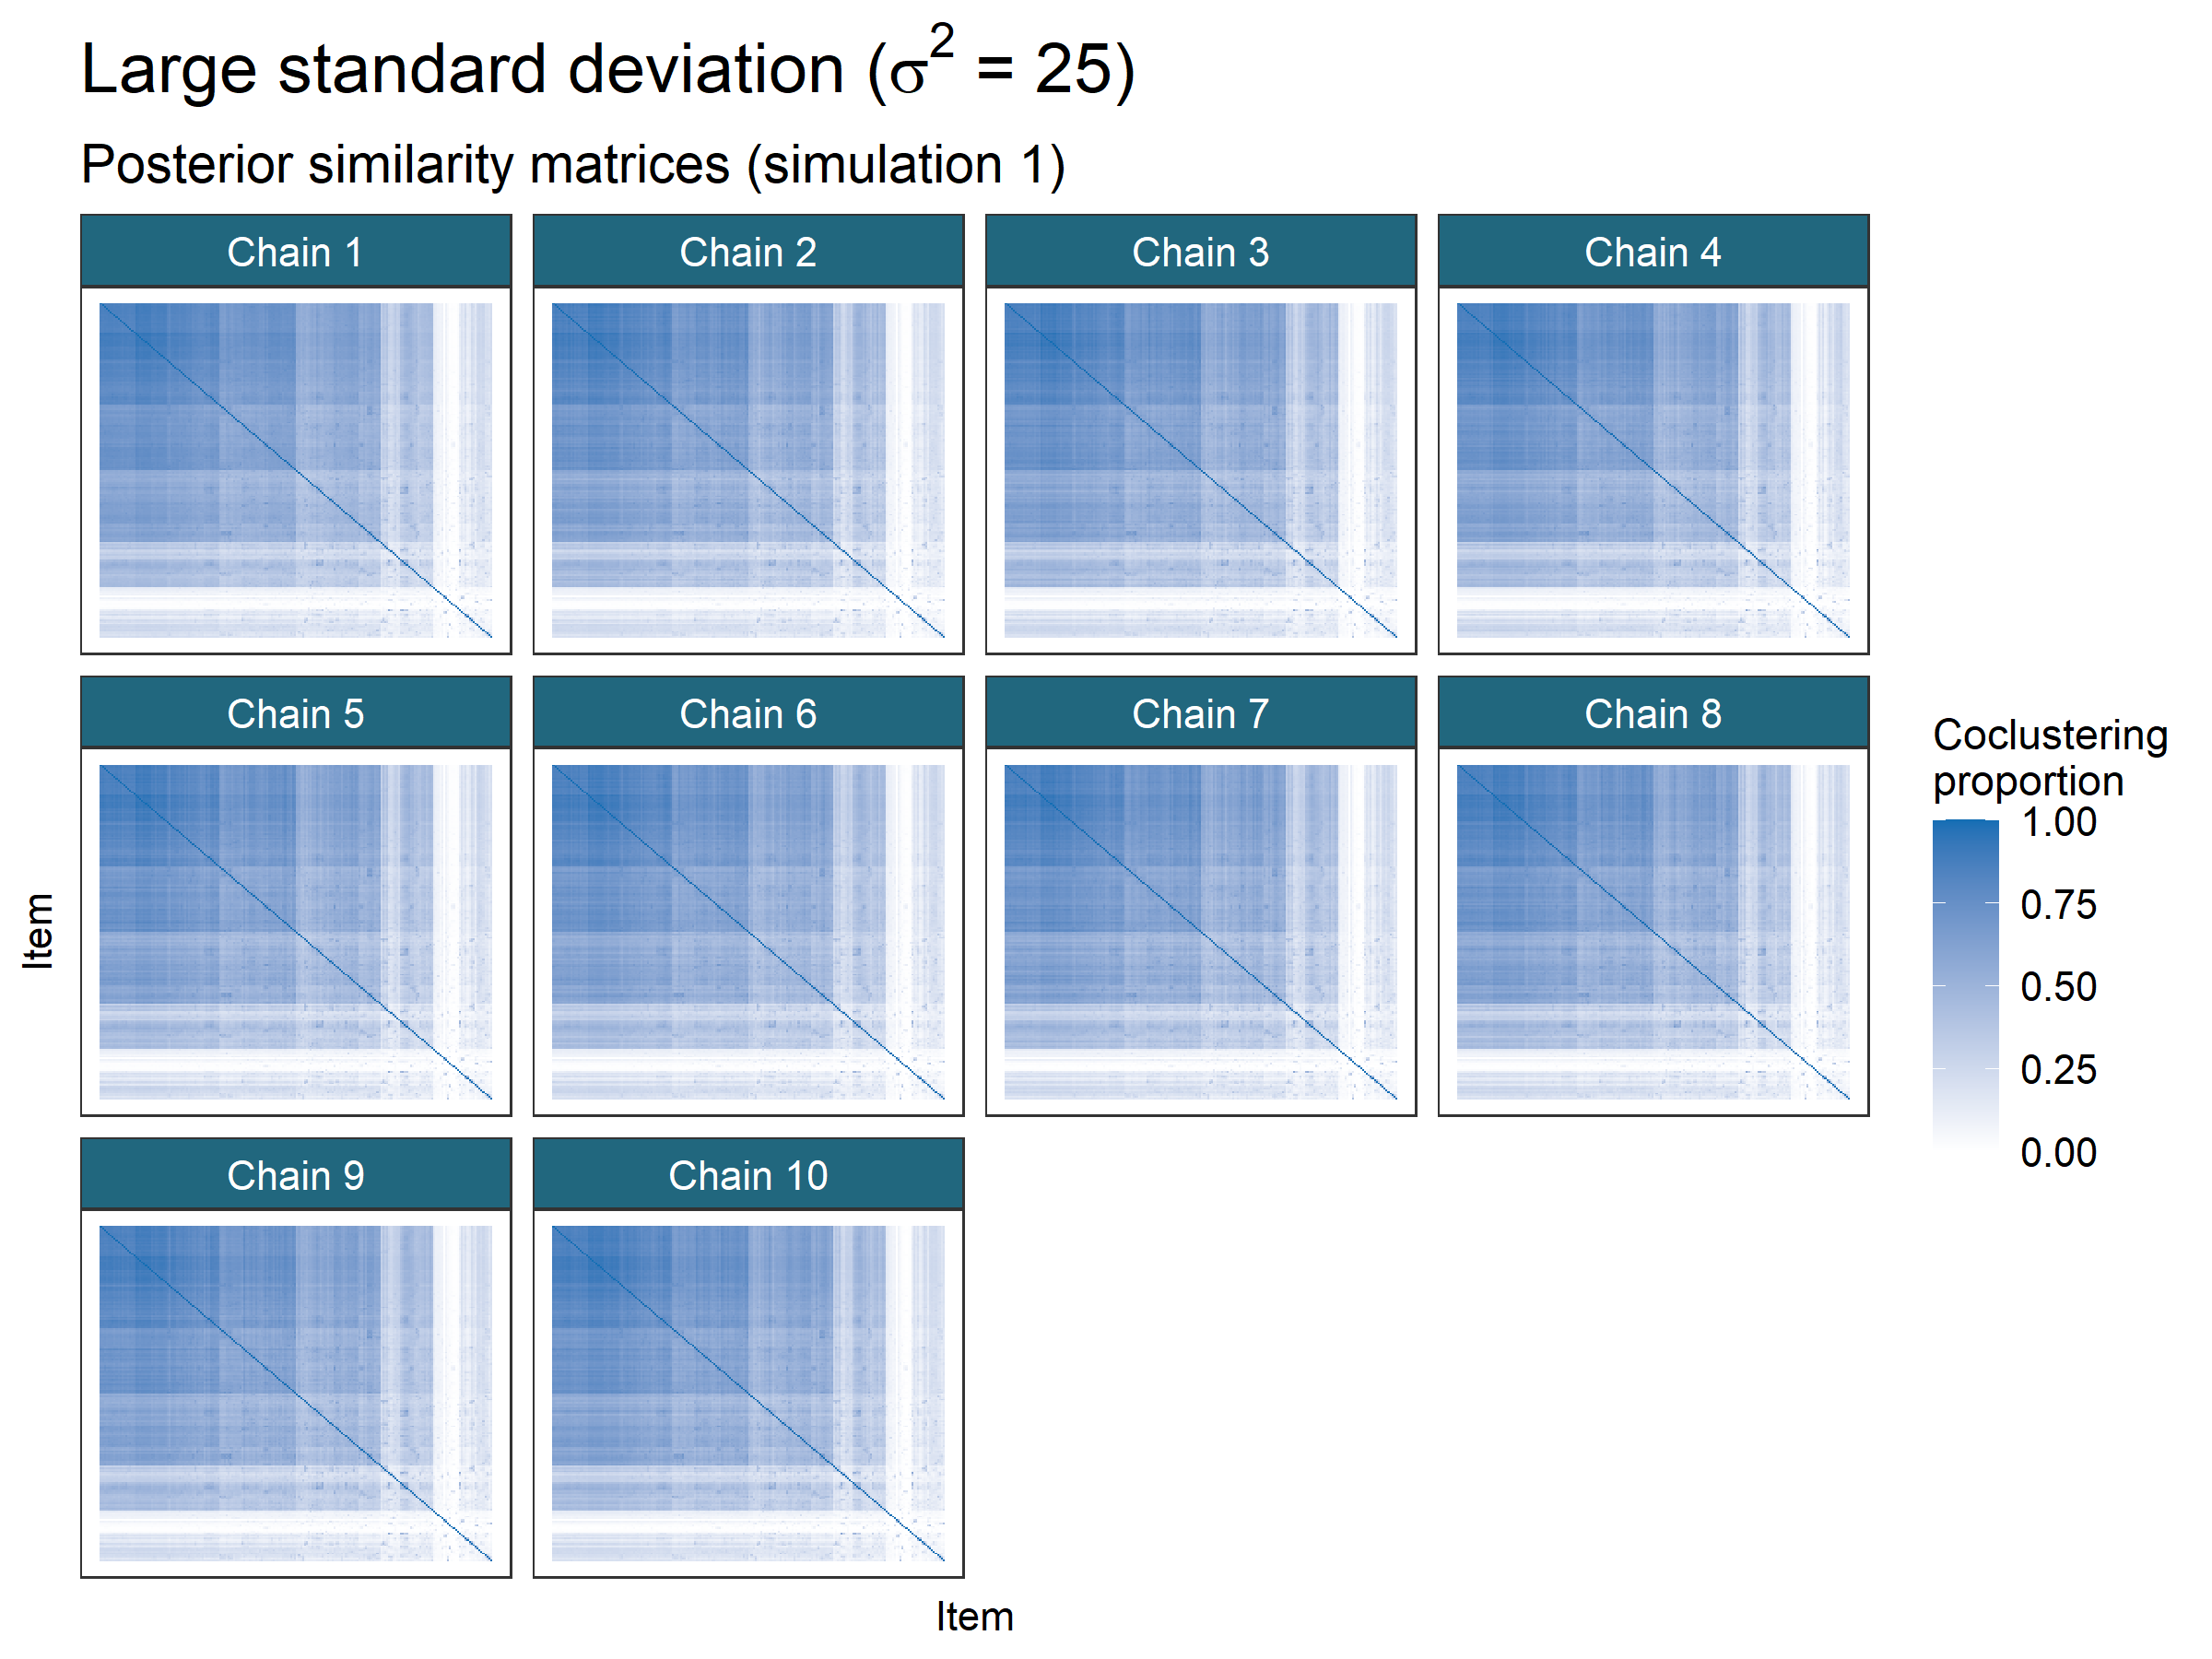 Large standard deviation (σ² = 25)
Posterior similarity matrices (simulation 1)
Chain 1
Chain 2
Chain 3
Chain 4
Chain 5
Chain 6
Chain 7
Chain 8
Chain 9
Chain 10
Item
Item
Coclustering
proportion
1.00
0.75
0.50
0.25
0.00